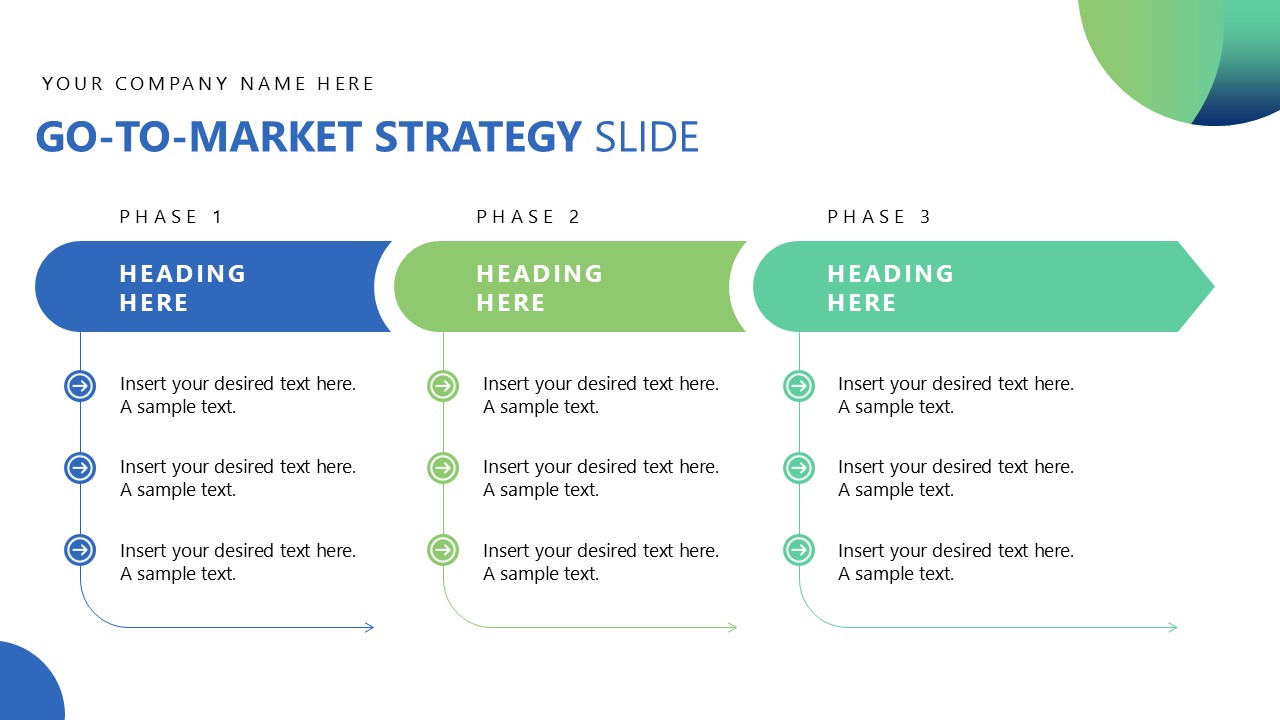 YOUR COMPANY NAME HERE
GO-TO-MARKET STRATEGY SLIDE
PHASE 1
HEADING
HERE
Insert your desired text here.
A sample text.
Insert your desired text here.
A sample text.
Insert your desired text here.
A sample text.
PHASE 2
HEADING
HERE
Insert your desired text here.
A sample text.
Insert your desired text here.
A sample text.
Insert your desired text here.
A sample text.
PHASE 3
HEADING
HERE
Insert your desired text here.
A sample text.
Insert your desired text here.
A sample text.
Insert your desired text here.
A sample text.